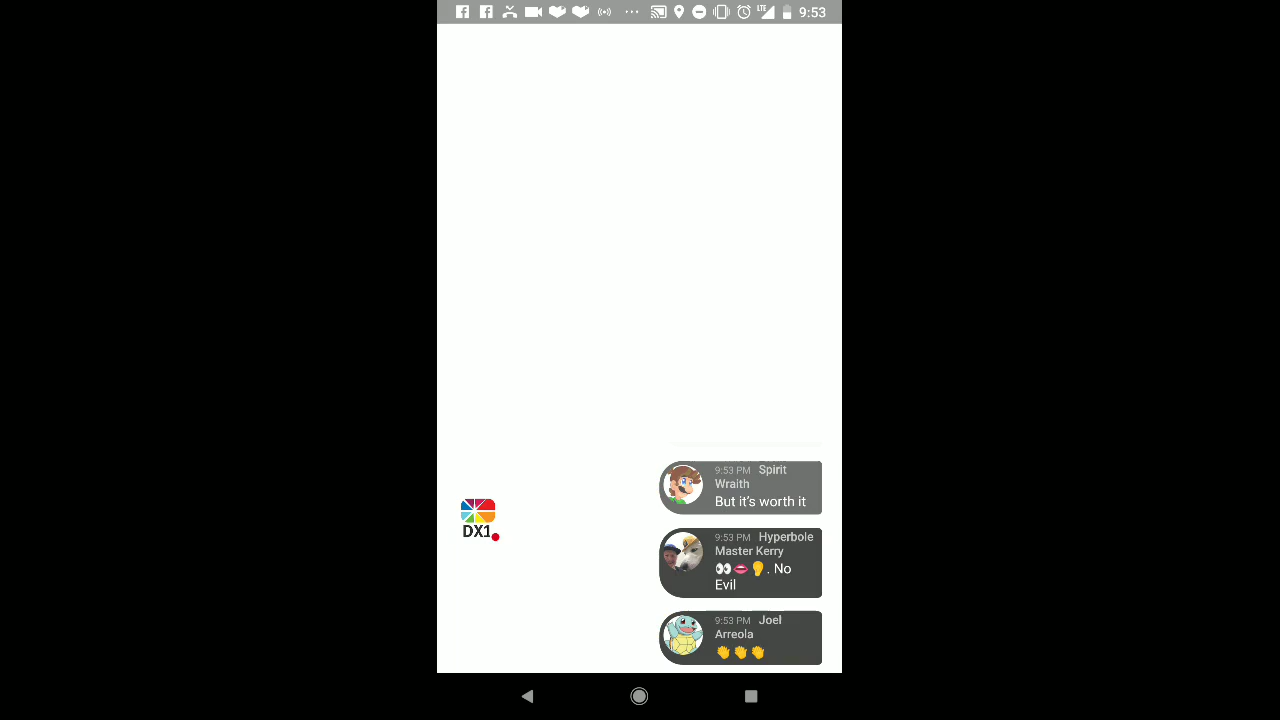 LTE 9:53
9:53 PM Spirit
Wraith
But it's worth it
DX1
9:53 PM Hyperbole
Master Kerry
👀👄👂. No
Evil
9:53 PM Joel
Arreola
👏👏👏